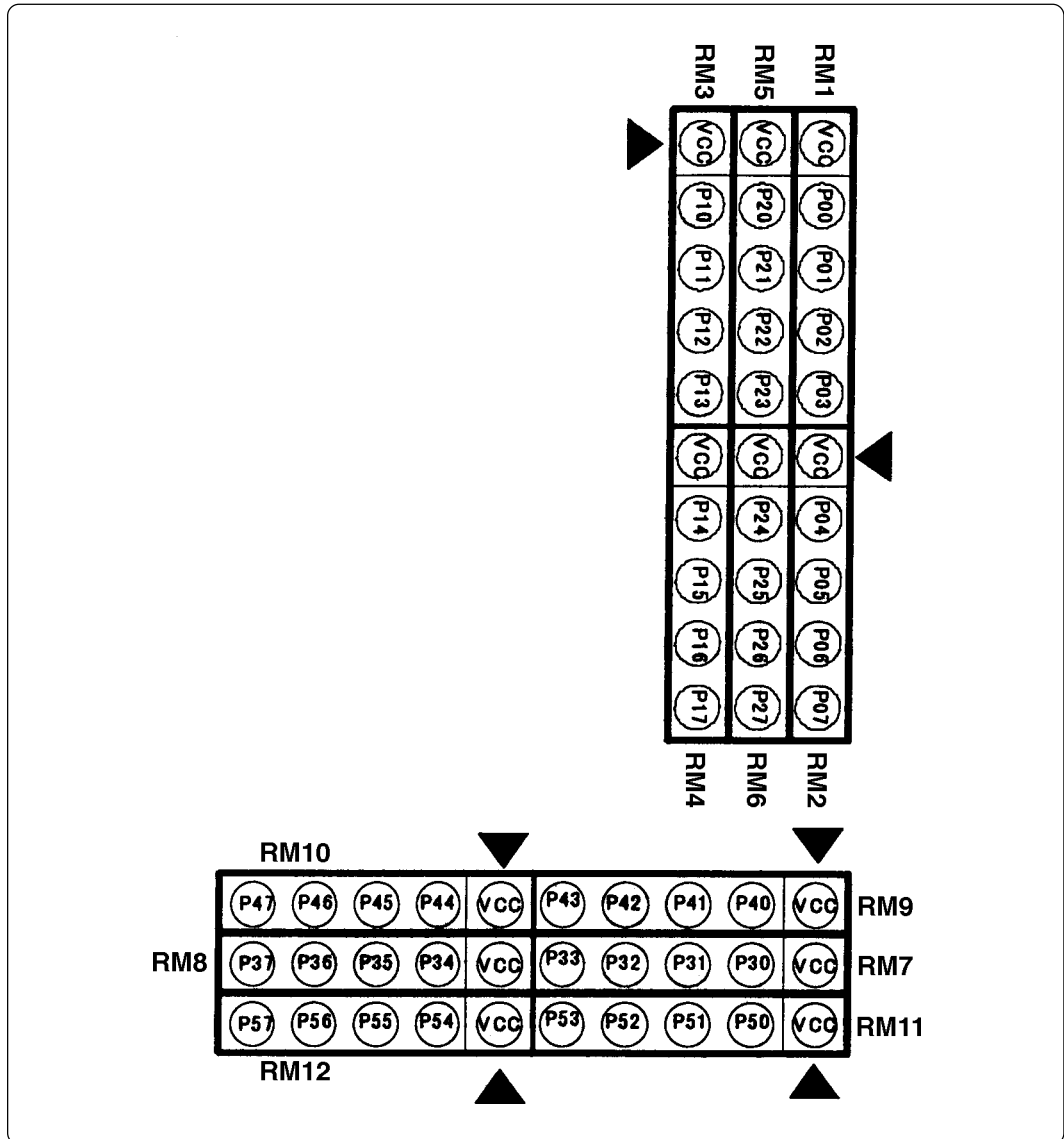 RM3 RM5 RM1
VCC VCC VCC
P10 P20 P00
P11 P21 P01
P12 P22 P02
P13 P23 P03
VCC VCC VCC
P14 P24 P04
P15 P25 P05
P16 P26 P06
P17 P27 P07
RM4 RM6 RM2
RM10
P47 P46 P45 P44 VCC P43 P42 P41 P40 VCC RM9
RM8 P37 P36 P35 P34 VCC P33 P32 P31 P30 VCC RM7
P57 P56 P55 P54 VCC P53 P52 P51 P50 VCC RM11
RM12